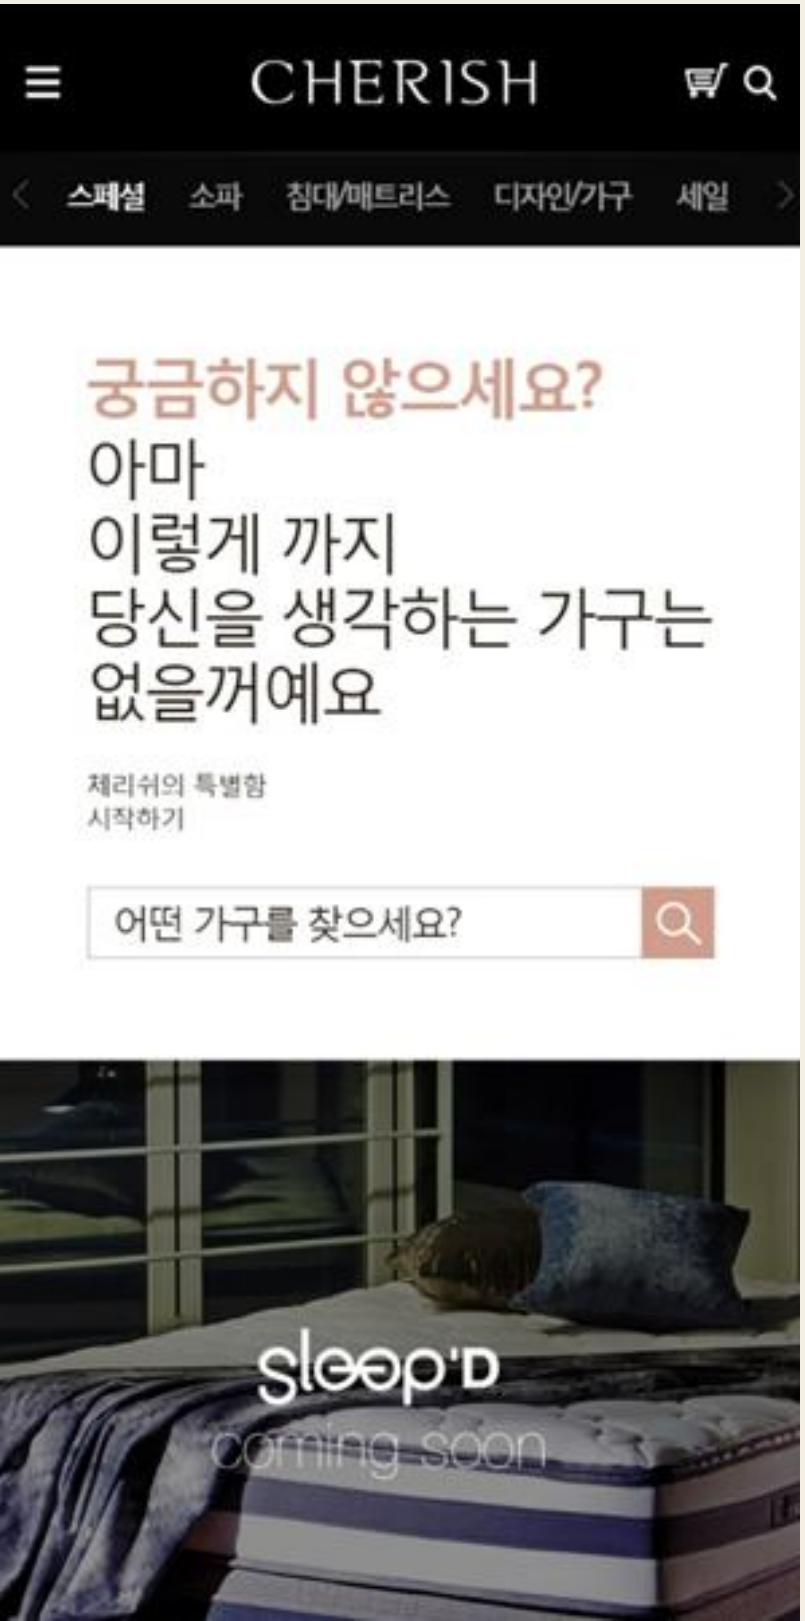 CHERISH
스페셜 소파 침대/매트리스 디자인/가구 세일
궁금하지 않으세요?
아마
이렇게 까지
당신을 생각하는 가구는
없을꺼예요
체리쉬의 특별함
시작하기
어떤 가구를 찾으세요?
sleep'D
coming soon